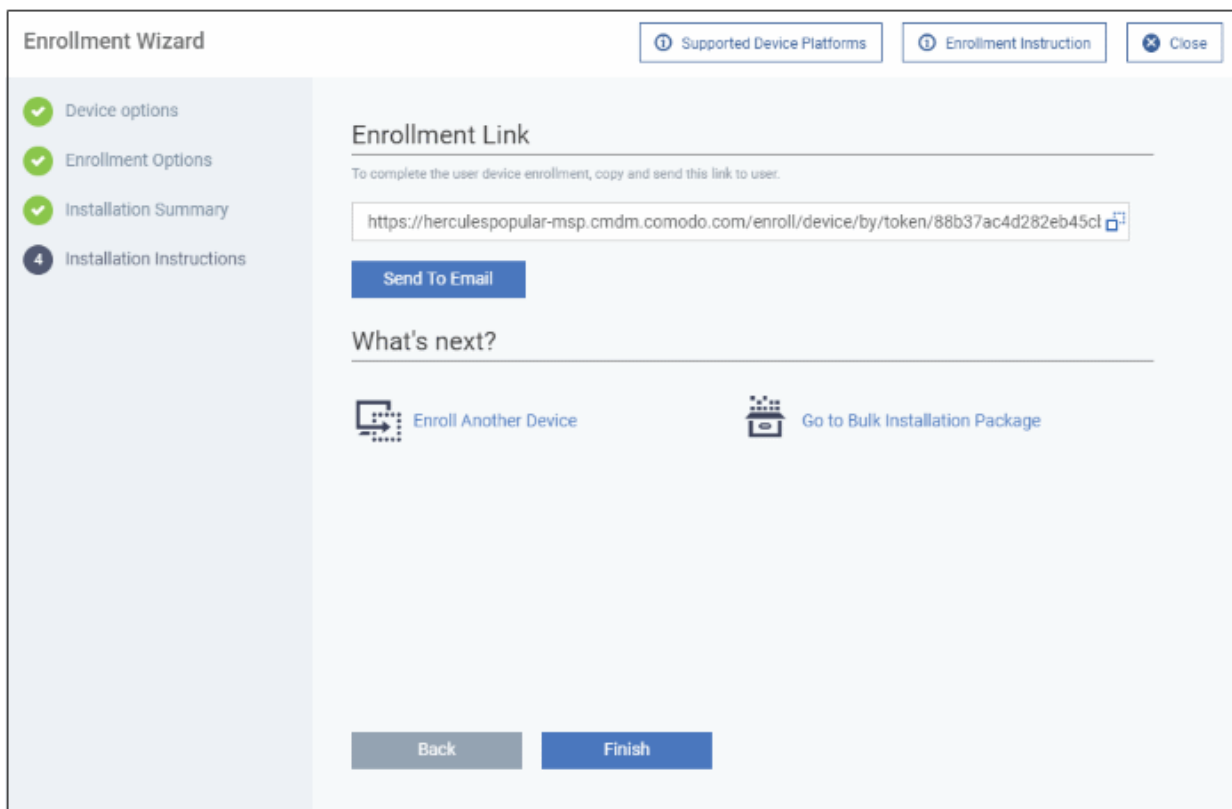 Enrollment Wizard
Supported Device Platforms
Enrollment Instruction
Close
Device options
Enrollment Options
Installation Summary
4 Installation Instructions
Enrollment Link
To complete the user device enrollment, copy and send this link to user.
https://herculespopular-msp.cmdm.comodo.com/enroll/device/by/token/88b37ac4d282eb45cl
Send To Email
What's next?
Enroll Another Device
Go to Bulk Installation Package
Back
Finish